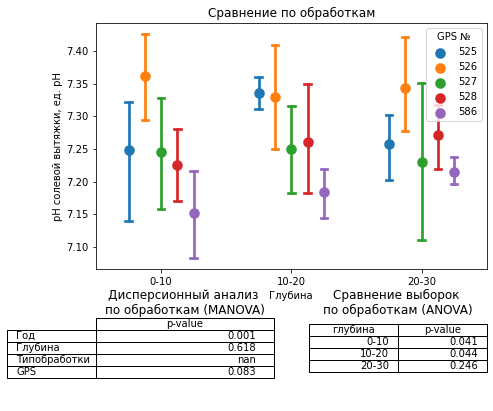 Сравнение по обработкам
GPS №
525
526
527
528
586
рН солевой вытяжки, ед. рН
7.40
7.35
7.30
7.25
7.20
7.15
7.10
0-10 10-20 20-30
Глубина
Дисперсионный анализ
по обработкам (MANOVA)
p-value
Год 0.001
Глубина 0.618
Типобработки nan
GPS 0.083
Сравнение выборок
по обработкам (ANOVA)
глубина p-value
0-10 0.041
10-20 0.044
20-30 0.246